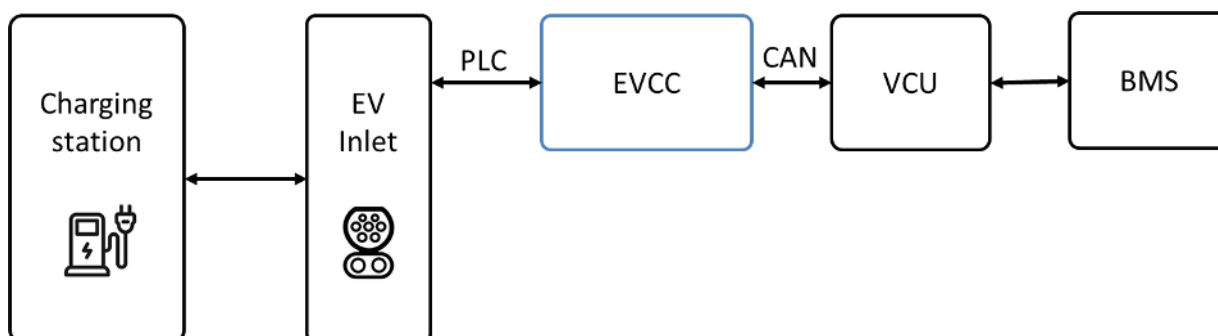 Charging
station
EV
Inlet
PLC
EVCC
CAN
VCU
BMS